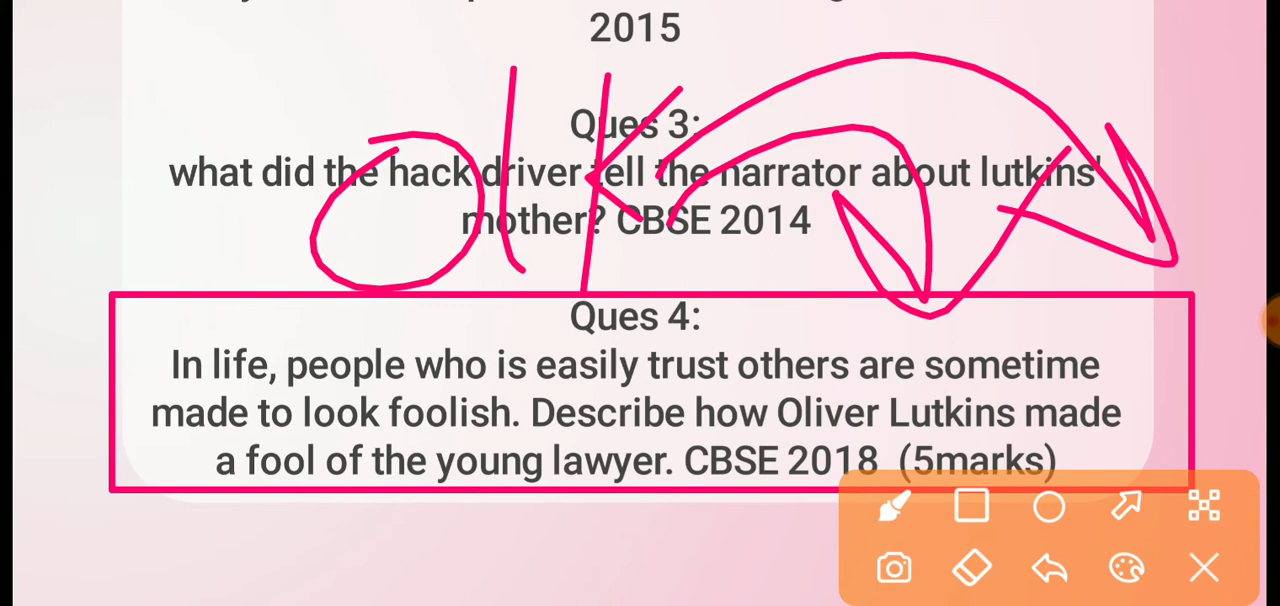 2015
Ques 3:
what did the hack driver tell the narrator about lutkins'
mother? CBSE 2014
olk
Ques 4:
In life, people who is easily trust others are sometime
made to look foolish. Describe how Oliver Lutkins made
a fool of the young lawyer. CBSE 2018 (5marks)